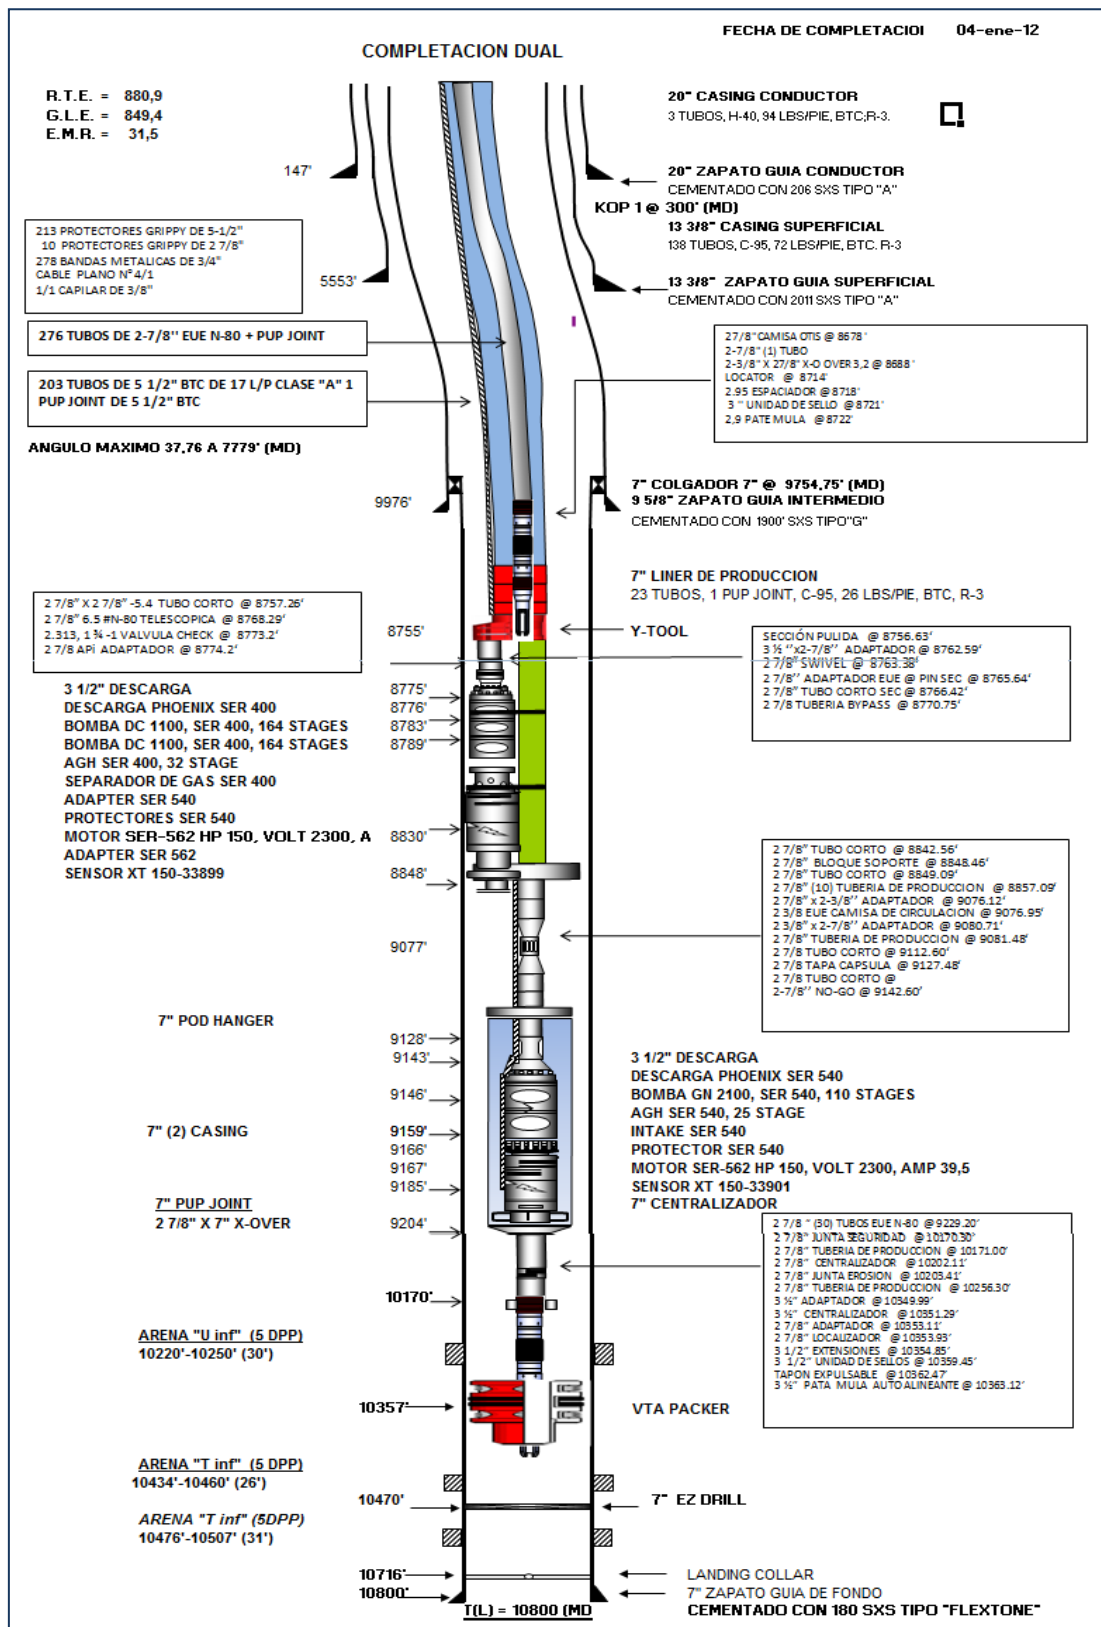 FECHA DE COMPLETACIOI 04-ene-12
COMPLETACION DUAL
R.T.E. = 880,9
G.L.E. = 849,4
E.M.R. = 31,5
20" CASING CONDUCTOR
3 TUBOS, H-40, 94 LBS/PIE, BTC;R-3.
147'
20" ZAPATO GUIA CONDUCTOR
CEMENTADO CON 206 SXS TIPO "A"
KOP 1 @ 300' (MD)
13 3/8" CASING SUPERFICIAL
138 TUBOS, C-95, 72 LBS/PIE, BTC. R-3
213 PROTECTORES GRIPPY DE 5-1/2"
10 PROTECTORES GRIPPY DE 2 7/8"
278 BANDAS METALICAS DE 3/4"
CABLE PLANO N° 4/1
1/1 CAPILAR DE 3/8"
5553'
13 3/8" ZAPATO GUIA SUPERFICIAL
CEMENTADO CON 2011 SXS TIPO "A"
276 TUBOS DE 2-7/8'' EUE N-80 + PUP JOINT
203 TUBOS DE 5 1/2" BTC DE 17 L/P CLASE "A" 1
PUP JOINT DE 5 1/2" BTC
27/8" CAMISA OTIS @ 8678'
2-7/8" (1) TUBO
2-3/8" X 27/8" X-O OVER 3,2 @ 8688'
LOCATOR @ 8714'
2.95 ESPACIADOR @ 8718'
3 " UNIDAD DE SELLO @ 8721'
2,9 PATE MULA @8722'
ANGULO MAXIMO 37,76 A 7779' (MD)
9976'
7" COLGADOR 7" @ 9754,75' (MD)
9 5/8" ZAPATO GUIA INTERMEDIO
CEMENTADO CON 1900' SXS TIPO"G"
7" LINER DE PRODUCCION
23 TUBOS, 1 PUP JOINT, C-95, 26 LBS/PIE, BTC, R-3
2 7/8" X 2 7/8" -5.4 TUBO CORTO @ 8757.26'
2 7/8" 6.5 #N-80 TELESCOPICA @ 8768.29'
2.313, 1 ¾ -1 VALVULA CHECK @ 8773.2'
2 7/8 APi ADAPTADOR @ 8774.2'
8755'
Y-TOOL
SECCIÓN PULIDA @ 8756.63'
3 ½ ''x2-7/8'' ADAPTADOR @ 8762.59'
2 7/8" SWIVEL @ 8763.38'
2 7/8'' ADAPTADOR EUE @ PIN SEC @ 8765.64'
2 7/8" TUBO CORTO SEC @ 8766.42'
2 7/8 TUBERIA BYPASS @ 8770.75'
3 1/2" DESCARGA
DESCARGA PHOENIX SER 400
BOMBA DC 1100, SER 400, 164 STAGES
BOMBA DC 1100, SER 400, 164 STAGES
AGH SER 400, 32 STAGE
SEPARADOR DE GAS SER 400
ADAPTER SER 540
PROTECTORES SER 540
MOTOR SER-562 HP 150, VOLT 2300, A
ADAPTER SER 562
SENSOR XT 150-33899
8775'
8776'
8783'
8789'
8830'
8848'
2 7/8" TUBO CORTO @ 8842.56'
2 7/8" BLOQUE SOPORTE @ 8848.46'
2 7/8" TUBO CORTO @ 8849.09'
2 7/8" (10) TUBERIA DE PRODUCCION @ 8857.09'
2 7/8" x 2-3/8'' ADAPTADOR @ 9076.12'
2 3/8 EUE CAMISA DE CIRCULACION @ 9076.95'
2 3/8" x 2-7/8'' ADAPTADOR @ 9080.71'
2 7/8" TUBERIA DE PRODUCCION @ 9081.48'
2 7/8 TUBO CORTO @ 9112.60'
2 7/8 TAPA CAPSULA @ 9127.48'
2 7/8 TUBO CORTO @
2-7/8'' NO-GO @ 9142.60'
9077'
7" POD HANGER
9128'
9143'
9146'
7" (2) CASING
9159'
9166'
9167'
9185'
3 1/2" DESCARGA
DESCARGA PHOENIX SER 540
BOMBA GN 2100, SER 540, 110 STAGES
AGH SER 540, 25 STAGE
INTAKE SER 540
PROTECTOR SER 540
MOTOR SER-562 HP 150, VOLT 2300, AMP 39,5
SENSOR XT 150-33901
7" CENTRALIZADOR
7" PUP JOINT
2 7/8" X 7" X-OVER
9204'
2 7/8 " (30) TUBOS EUE N-80 @9229.20'
2 7/8" JUNTA SEGURIDAD @ 10170.30'
2 7/8" TUBERIA DE PRODUCCION @ 10171.00'
2 7/8" CENTRALIZADOR @ 10202.11'
2 7/8" JUNTA EROSION @ 10203.41'
2 7/8" TUBERIA DE PRODUCCION @ 10256.30'
3 ½" ADAPTADOR @ 10349.99'
3 ½" CENTRALIZADOR @ 10351.29'
2 7/8" ADAPTADOR @ 10353.11'
2 7/8" LOCALIZADOR @ 10353.93'
3 1/2" EXTENSIONES @ 10354.85'
3 1/2" UNIDAD DE SELLOS @ 10359.45'
TAPON EXPULSABLE @ 10362.47'
3 ½" PATA MULA AUTOALINEANTE @ 10363.12'
10170'
ARENA "U inf" (5 DPP)
10220'-10250' (30')
10357'
VTA PACKER
ARENA "T inf" (5 DPP)
10434'-10460' (26')
10470'
7" EZ DRILL
ARENA "T inf" (5DPP)
10476'-10507' (31')
10716'
LANDING COLLAR
10800'
7" ZAPATO GUIA DE FONDO
T(L) = 10800 (MD
CEMENTADO CON 180 SXS TIPO "FLEXTONE"